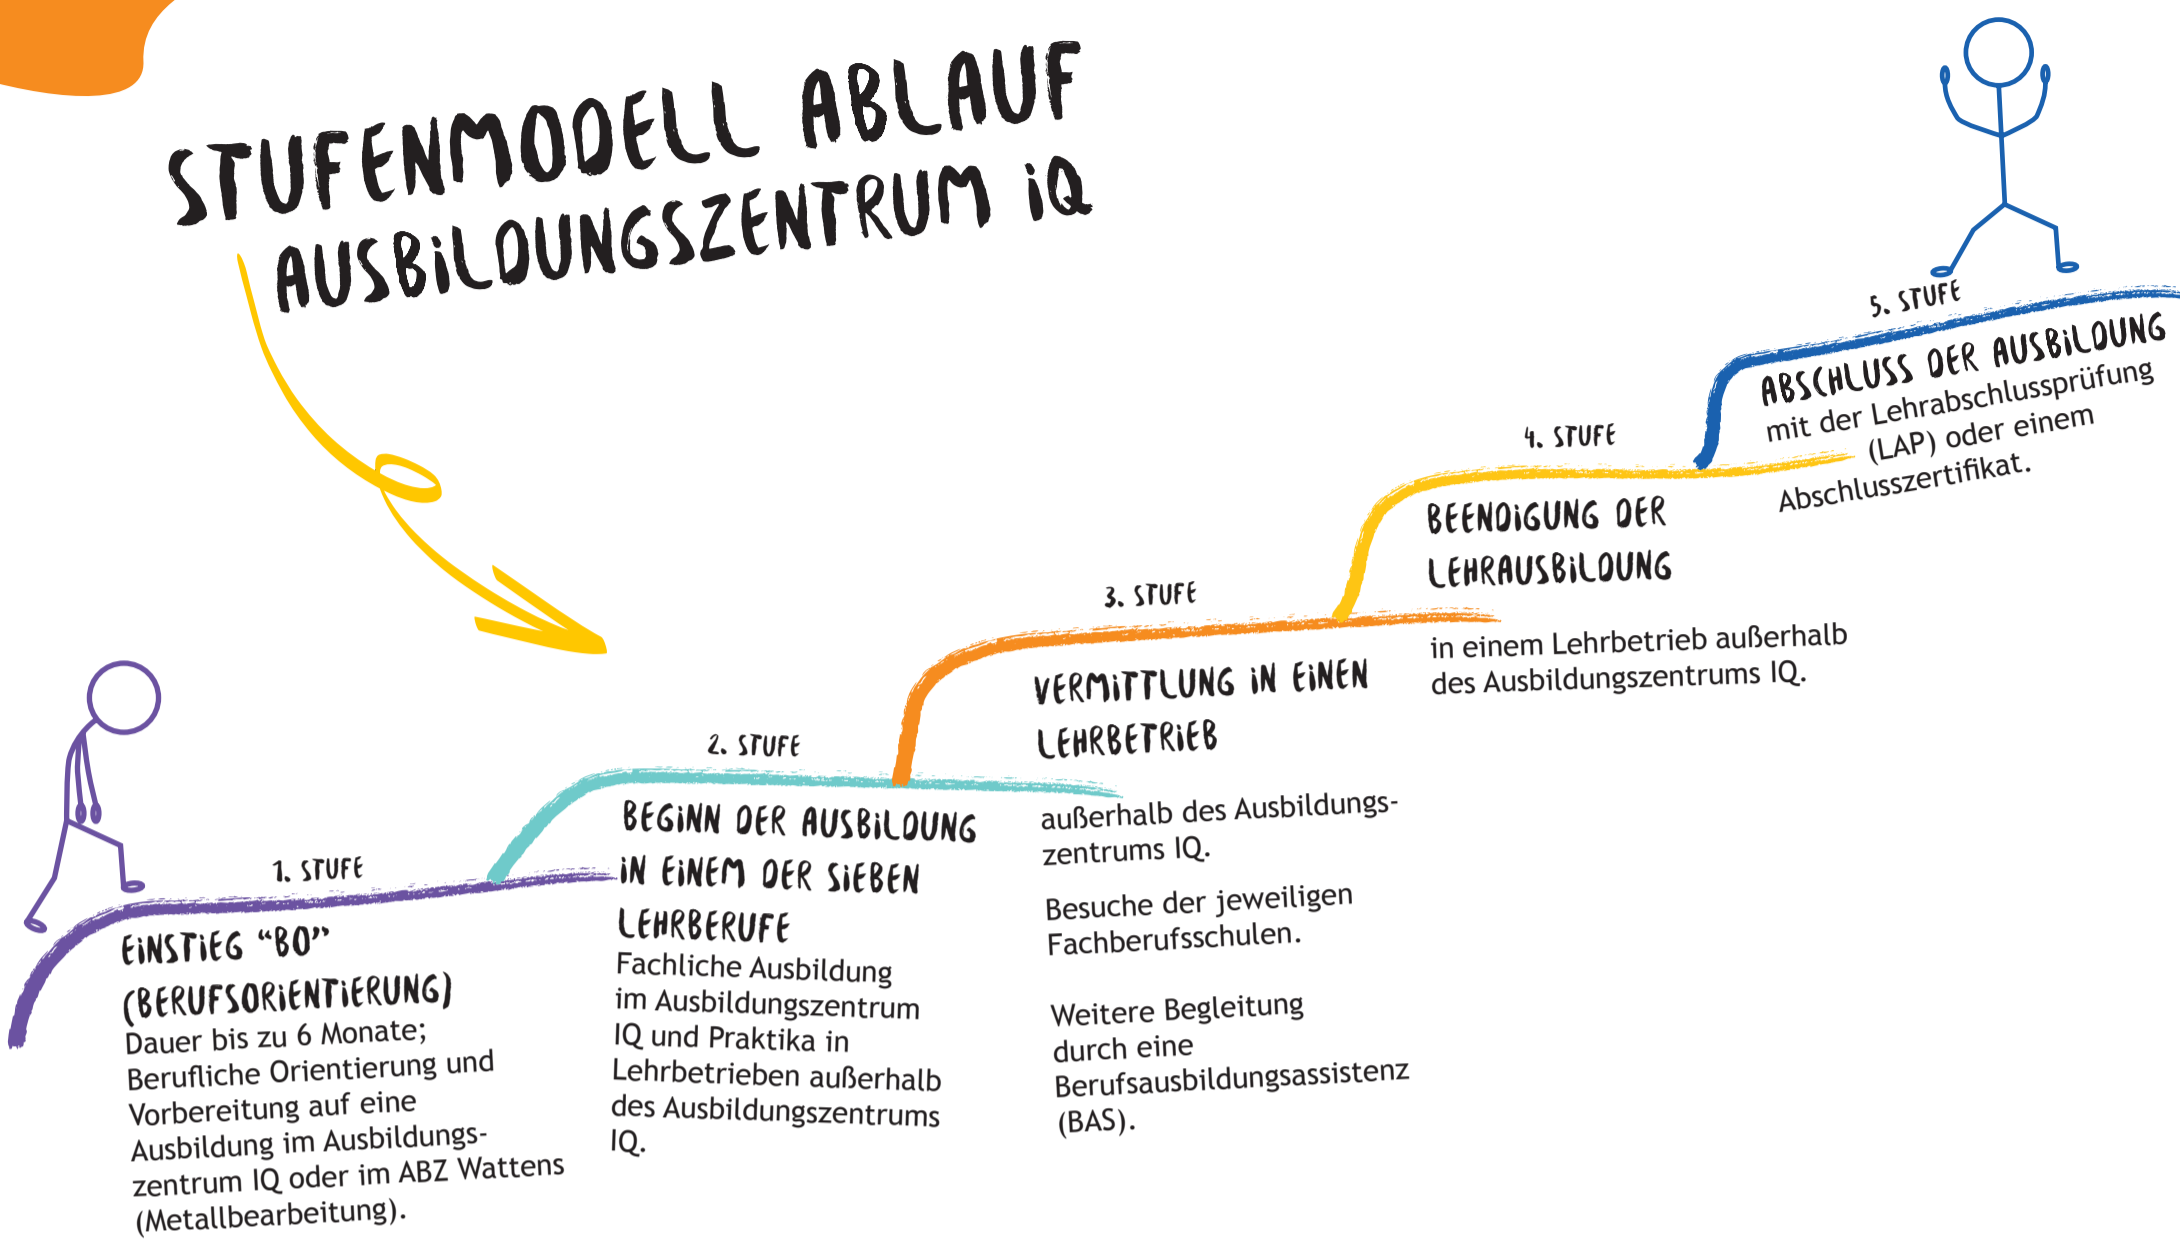 STUFENMODELL ABLAUF
AUSBiLDUNGSZENTRUM iQ
1. STUFE
EiNSTiEG “BO”
(BERUFSORiENTiERUNG)
Dauer bis zu 6 Monate;
Berufliche Orientierung und
Vorbereitung auf eine
Ausbildung im Ausbildungs-
zentrum IQ oder im ABZ Wattens
(Metallbearbeitung).
2. STUFE
BEGiNN DER AUSBiLDUNG
iN EiNEM DER SiEBEN
LEHRBERUFE
Fachliche Ausbildung
im Ausbildungszentrum
IQ und Praktika in
Lehrbetrieben außerhalb
des Ausbildungszentrums
IQ.
3. STUFE
VERMiTTLUNG iN EiNEN
LEHRBETRiEB
außerhalb des Ausbildungs-
zentrums IQ.
Besuche der jeweiligen
Fachberufsschulen.
Weitere Begleitung
durch eine
Berufsausbildungsassistenz
(BAS).
4. STUFE
BEENDiGUNG DER
LEHRAUSBiLDUNG
in einem Lehrbetrieb außerhalb
des Ausbildungszentrums IQ.
5. STUFE
ABSCHLUSS DER AUSBiLDUNG
mit der Lehrabschlussprüfung
(LAP) oder einem
Abschlusszertifikat.